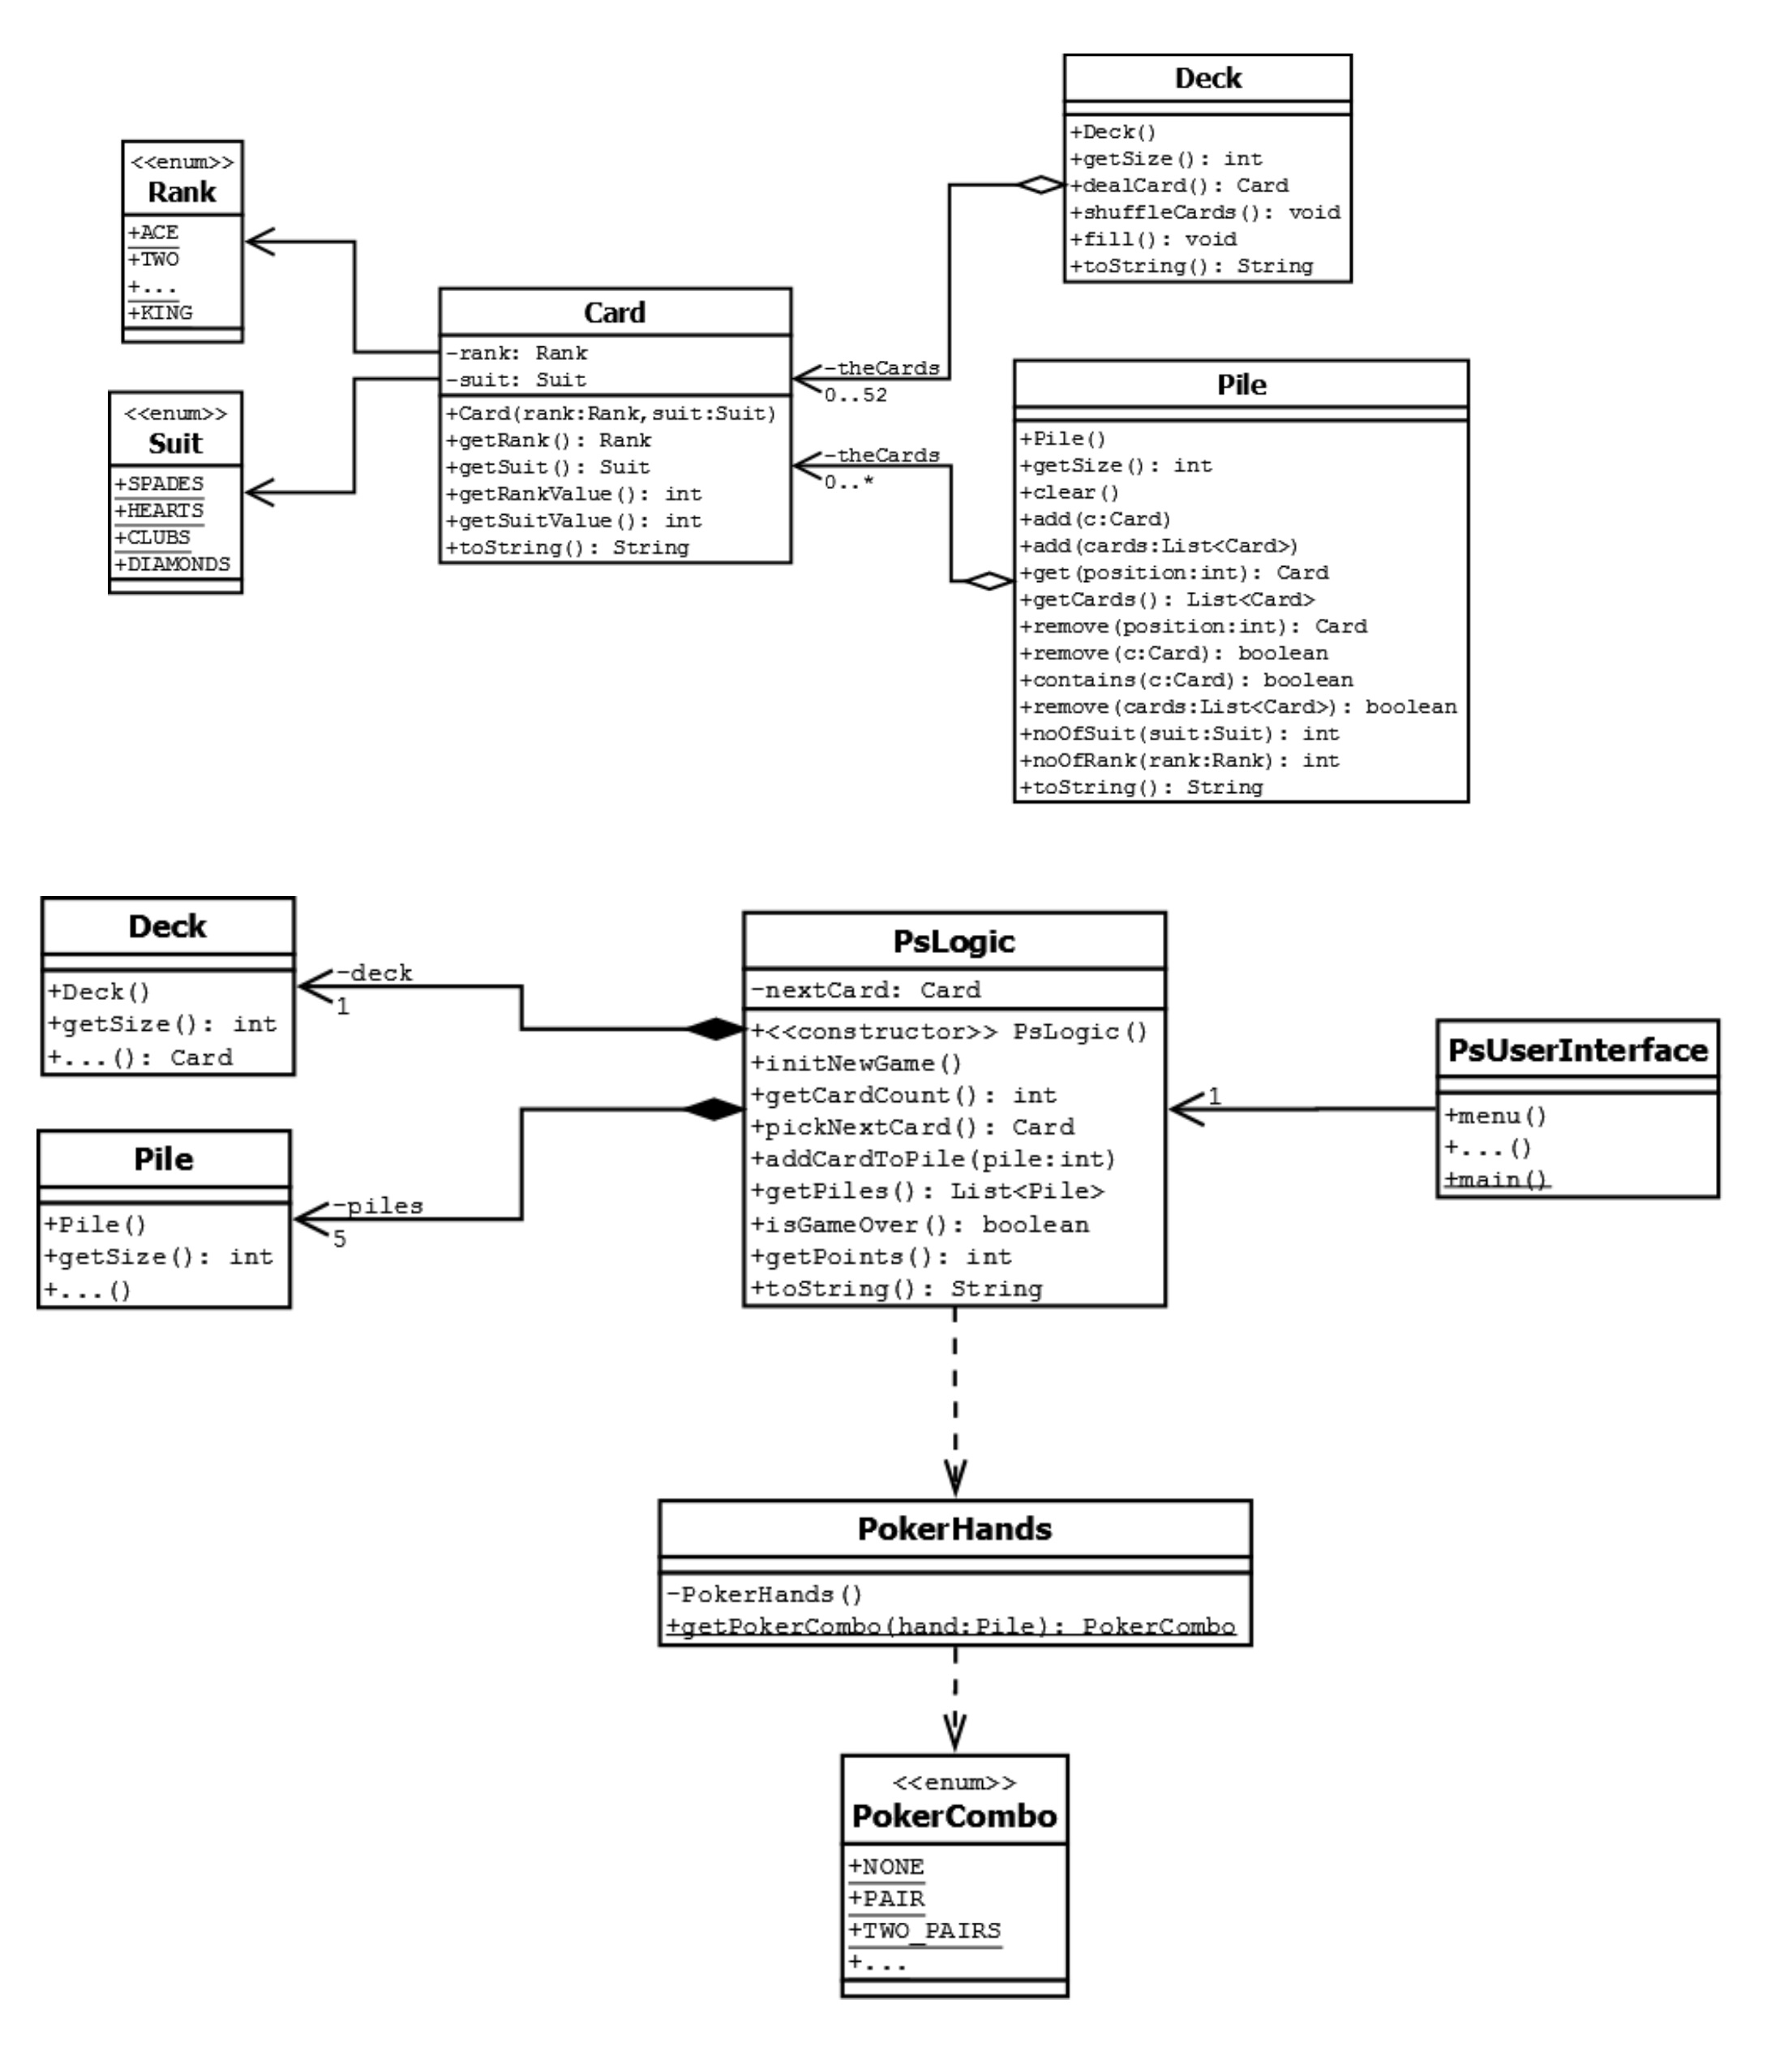 Deck
+Deck()
+getSize(): int
+dealCard(): Card
+shuffleCards(): void
+fill(): void
+toString(): String
<<enum>>
Rank
+ACE
+TWO
+...
+KING
<<enum>>
Suit
+SPADES
+HEARTS
+CLUBS
+DIAMONDS
Card
-rank: Rank
-suit: Suit
+Card(rank:Rank,suit:Suit)
+getRank(): Rank
+getSuit(): Suit
+getRankValue(): int
+getSuitValue(): int
+toString(): String
-theCards
0..52
-theCards
0..*
Pile
+Pile()
+getSize(): int
+clear()
+add(c:Card)
+add(cards:List<Card>)
+get(position:int): Card
+getCards(): List<Card>
+remove(position:int): Card
+remove(c:Card): boolean
+contains(c:Card): boolean
+remove(cards:List<Card>): boolean
+noOfSuit(suit:Suit): int
+noOfRank(rank:Rank): int
+toString(): String
Deck
+Deck()
+getSize(): int
+...(): Card
-deck
1
Pile
+Pile()
+getSize(): int
+...()
-piles
5
PsLogic
-nextCard: Card
+<<constructor>> PsLogic()
+initNewGame()
+getCardCount(): int
+pickNextCard(): Card
+addCardToPile(pile:int)
+getPiles(): List<Pile>
+isGameOver(): boolean
+getPoints(): int
+toString(): String
1
PsUserInterface
+menu()
+...()
+main()
PokerHands
-PokerHands()
+getPokerCombo(hand:Pile): PokerCombo
<<enum>>
PokerCombo
+NONE
+PAIR
+TWO_PAIRS
+...